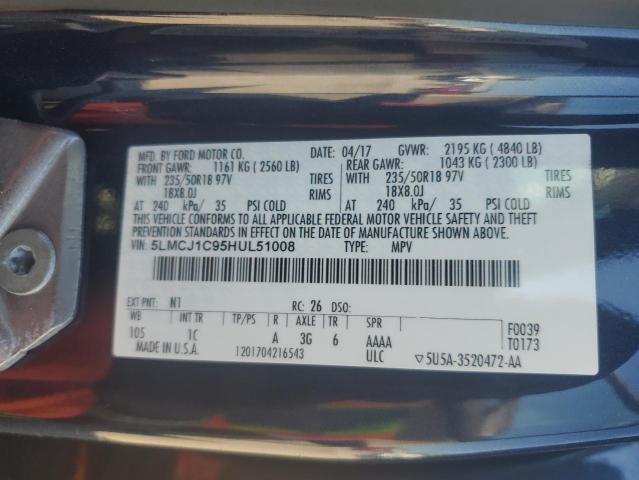 MFD. BY FORD MOTOR CO. DATE: 04/17 GVWR: 2195 KG ( 4840 LB)
FRONT GAWR: 1161 KG ( 2560 LB) REAR GAWR: 1043 KG ( 2300 LB)
WITH 235/50R18 97V TIRES WITH 235/50R18 97V TIRES
18X8.0J RIMS 18X8.0J RIMS
AT 240 kPa/ 35 PSI COLD AT 240 kPa/ 35 PSI COLD
THIS VEHICLE CONFORMS TO ALL APPLICABLE FEDERAL MOTOR VEHICLE SAFETY AND THEFT
PREVENTION STANDARDS IN EFFECT ON THE DATE OF MANUFACTURE SHOWN ABOVE.
VIN: 5LMCJ1C95HUL51008 TYPE: MPV
EXT PNT: N1 RC: 26 DSO:
WB INT TR TP/PS R AXLE TR SPR F0039
105 1C A 3G 6 AAAA T0173
MADE IN U.S.A. 1201704216543 ULC ▽5U5A-3520472-AA